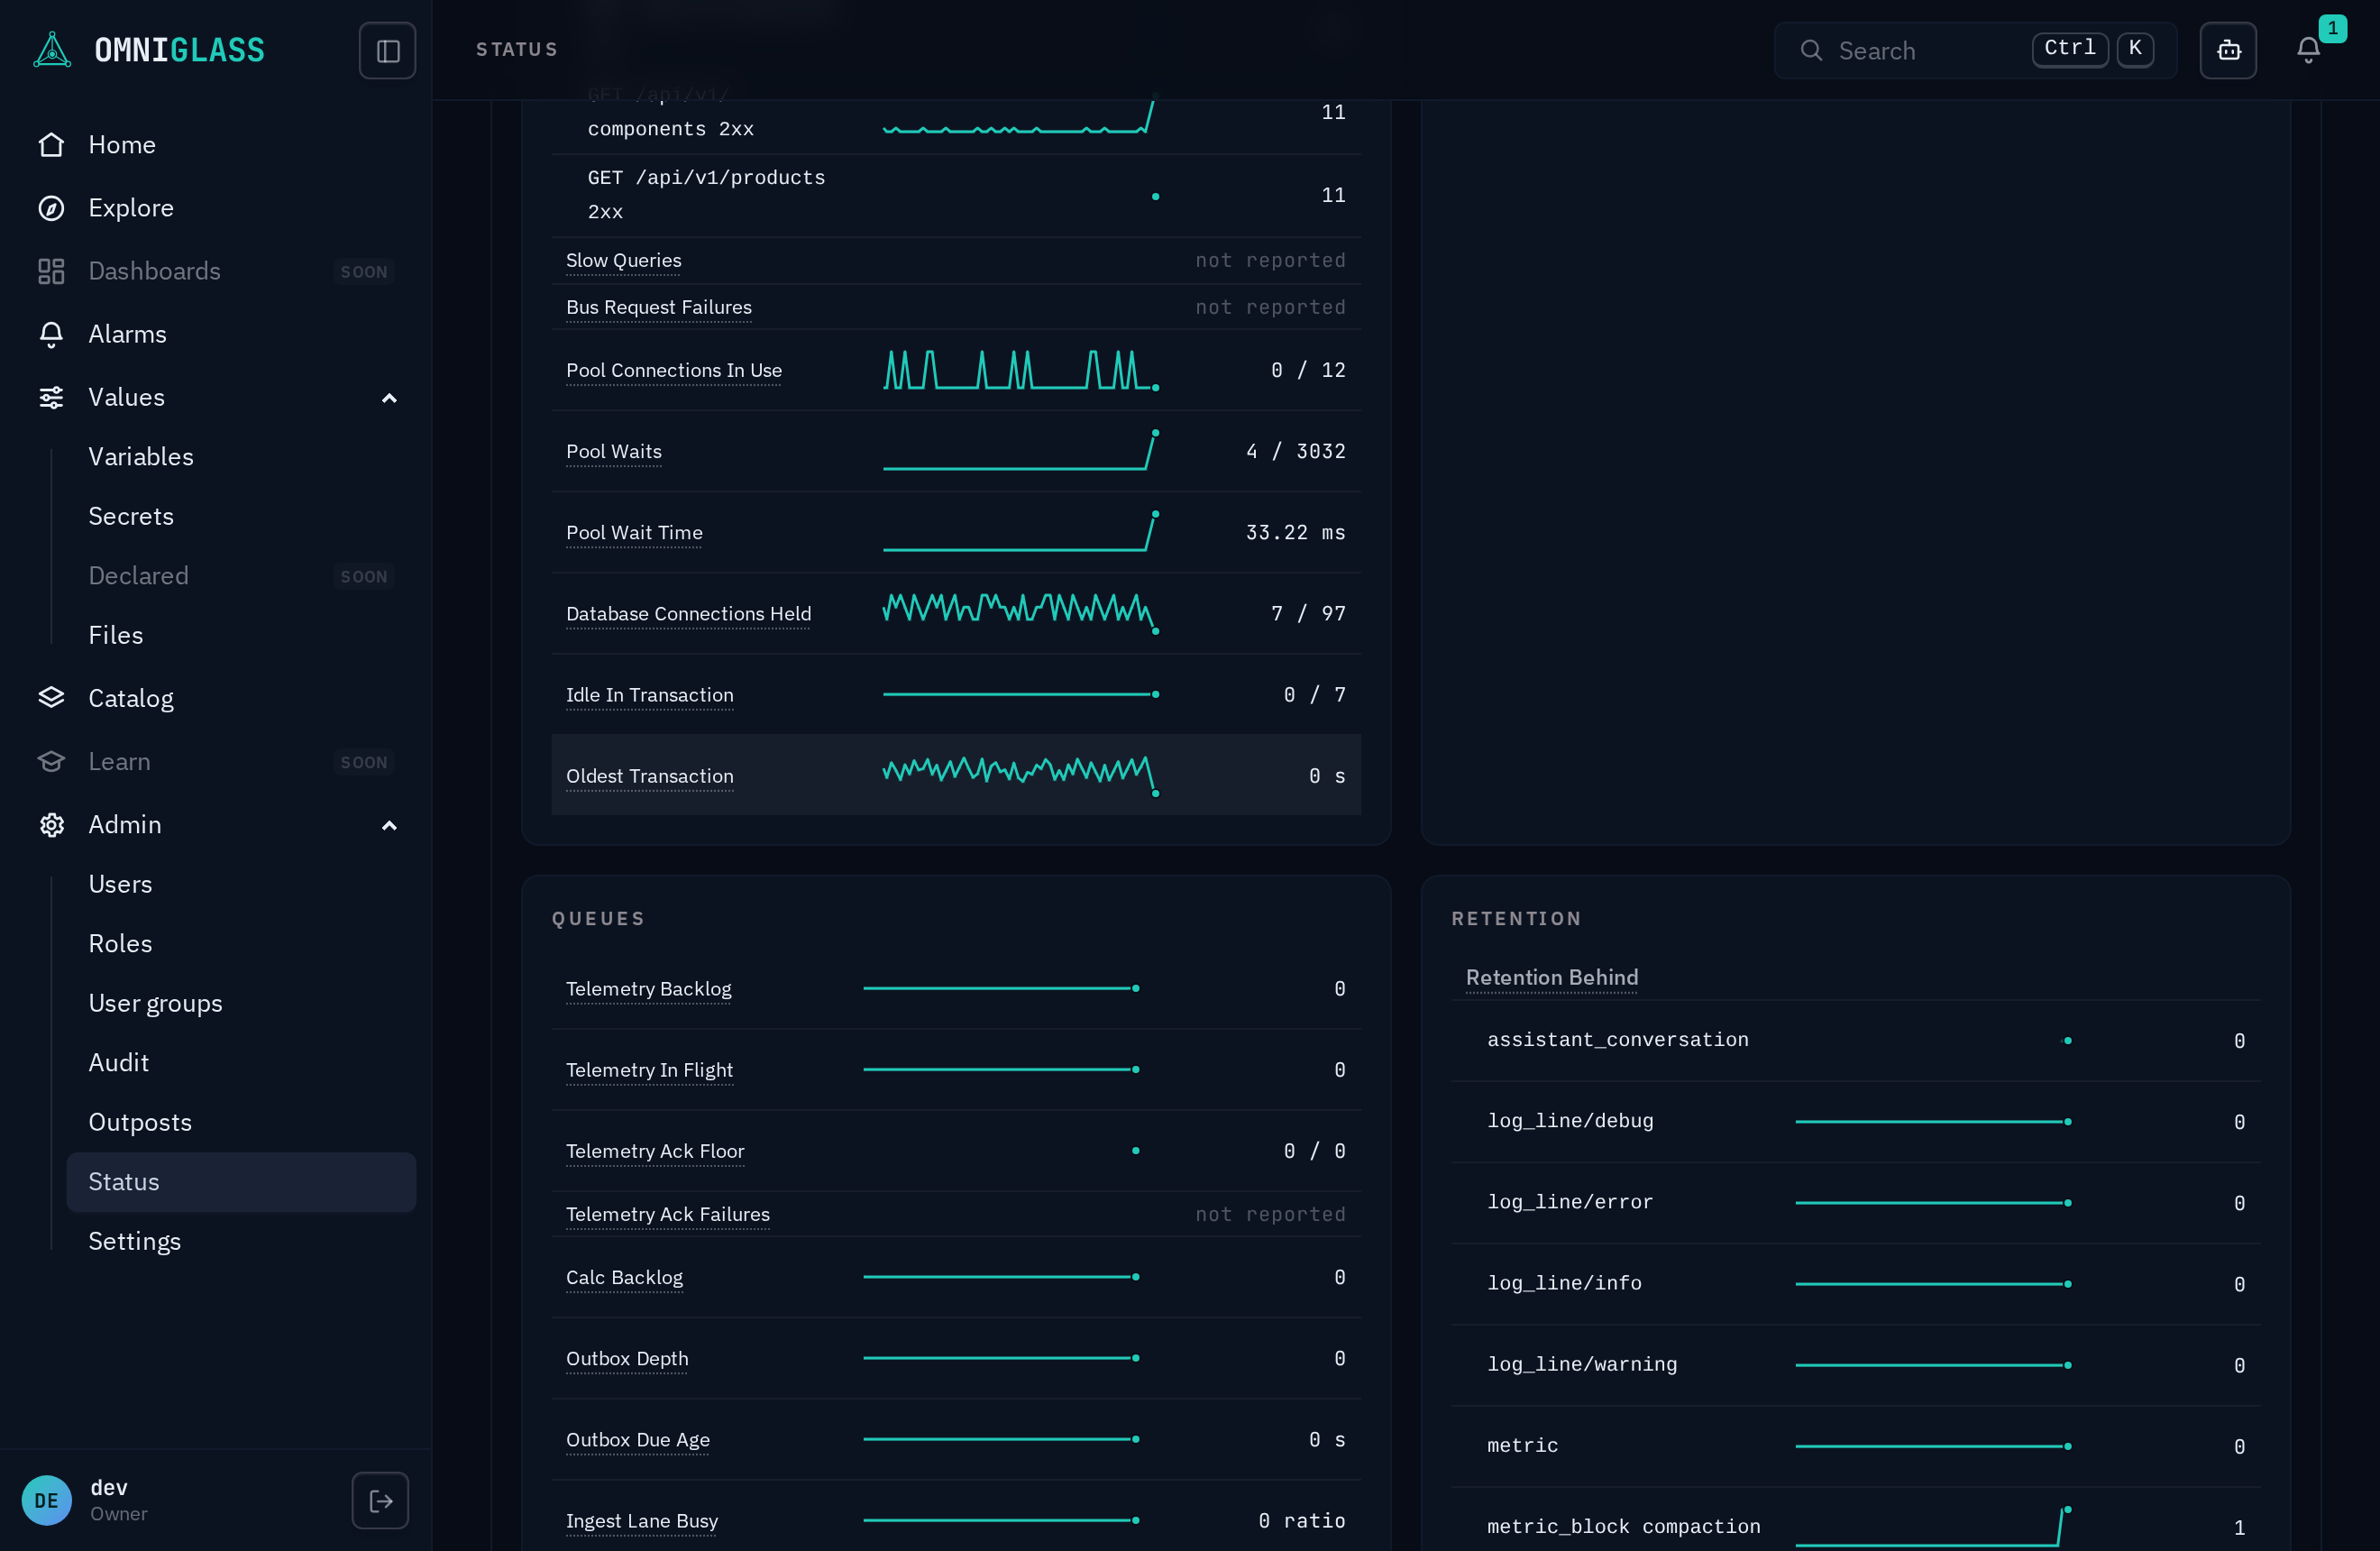 OMNIGLASS
STATUS
Search
Ctrl
K
1
Home
Explore
Dashboards
SOON
Alarms
Values
Variables
Secrets
Declared
SOON
Files
Catalog
Learn
SOON
Admin
Users
Roles
User groups
Audit
Outposts
Status
Settings
DE
dev
Owner
GET /api/v1/
components 2xx
11
GET /api/v1/products
2xx
11
Slow Queries
not reported
Bus Request Failures
not reported
Pool Connections In Use
0 / 12
Pool Waits
4 / 3032
Pool Wait Time
33.22 ms
Database Connections Held
7 / 97
Idle In Transaction
0 / 7
Oldest Transaction
0 s
QUEUES
Telemetry Backlog
0
Telemetry In Flight
0
Telemetry Ack Floor
0 / 0
Telemetry Ack Failures
not reported
Calc Backlog
0
Outbox Depth
0
Outbox Due Age
0 s
Ingest Lane Busy
0 ratio
RETENTION
Retention Behind
assistant_conversation
0
log_line/debug
0
log_line/error
0
log_line/info
0
log_line/warning
0
metric
0
metric_block compaction
1